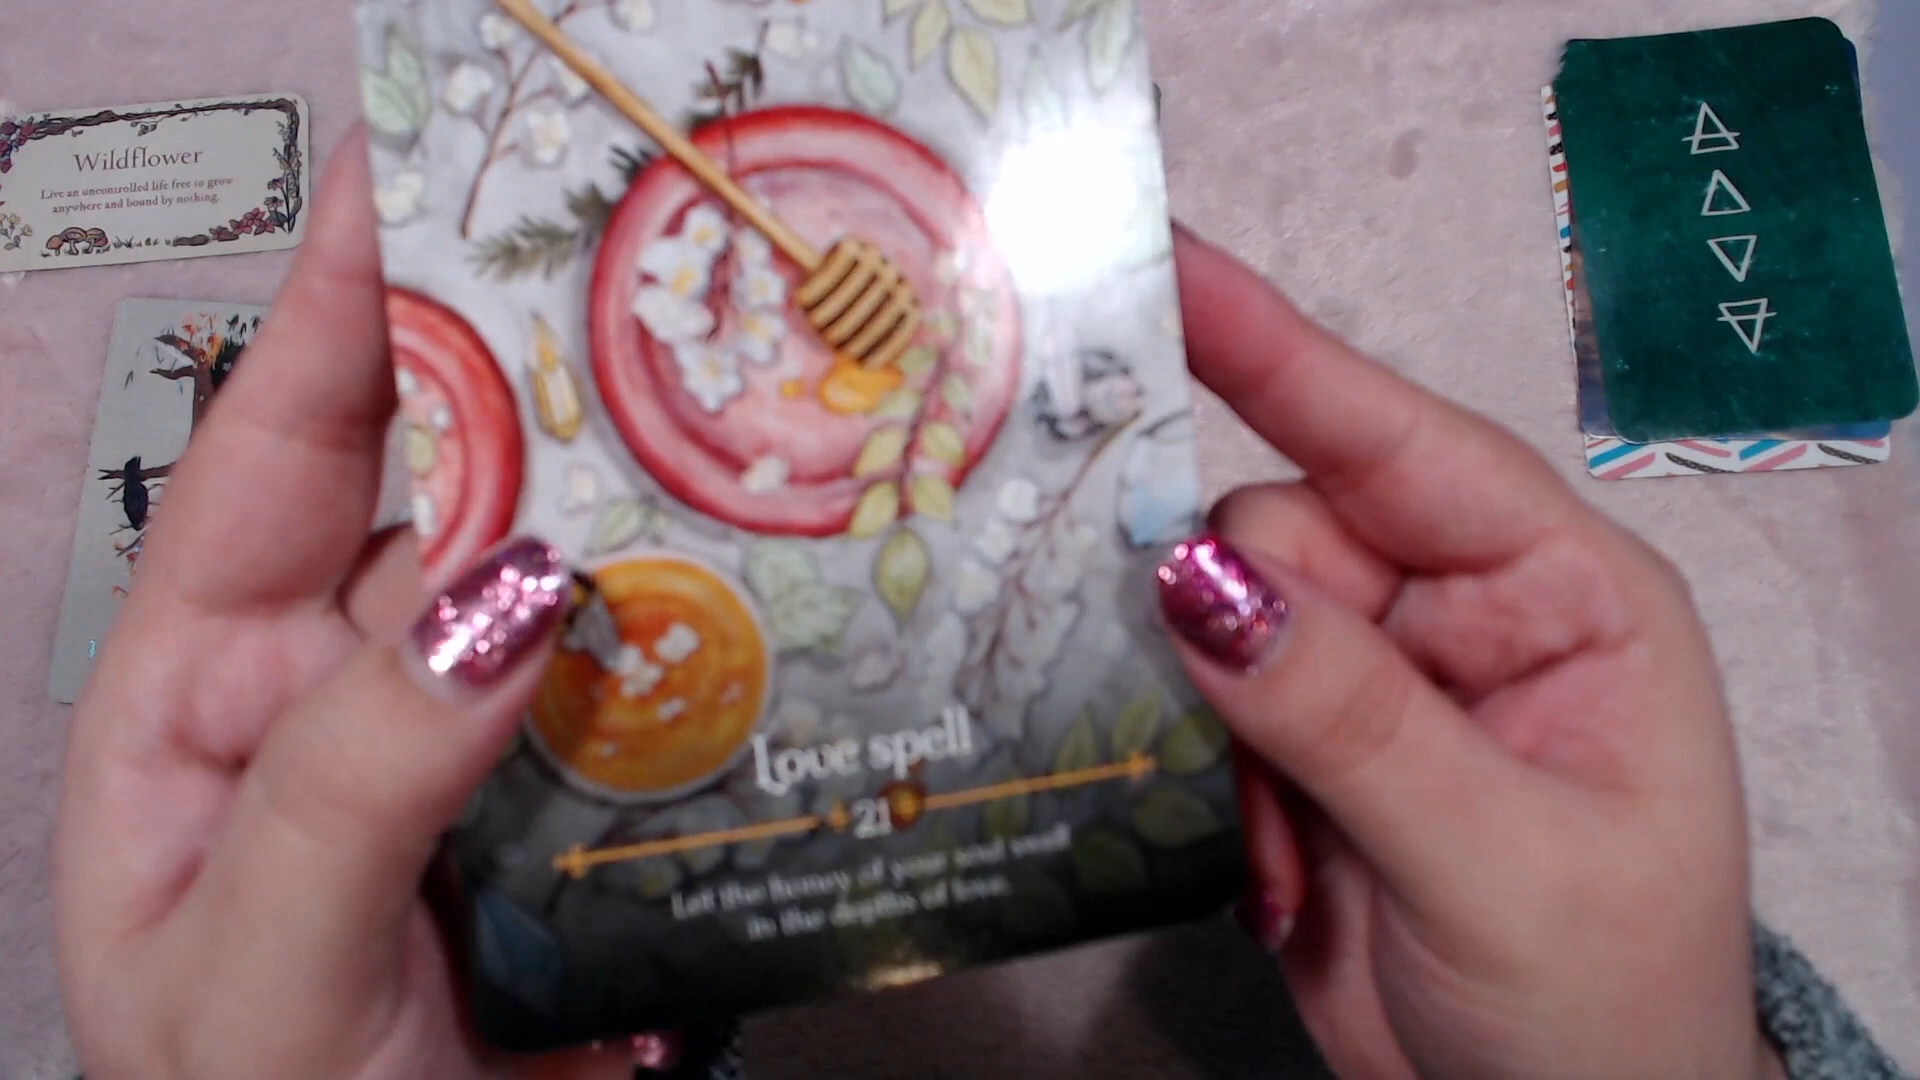 Wildflower
Live an uncontrolled life free to grow
anywhere and bound by nothing.
Love spell
21
Let the honey of your soul swell
in the depths of love.